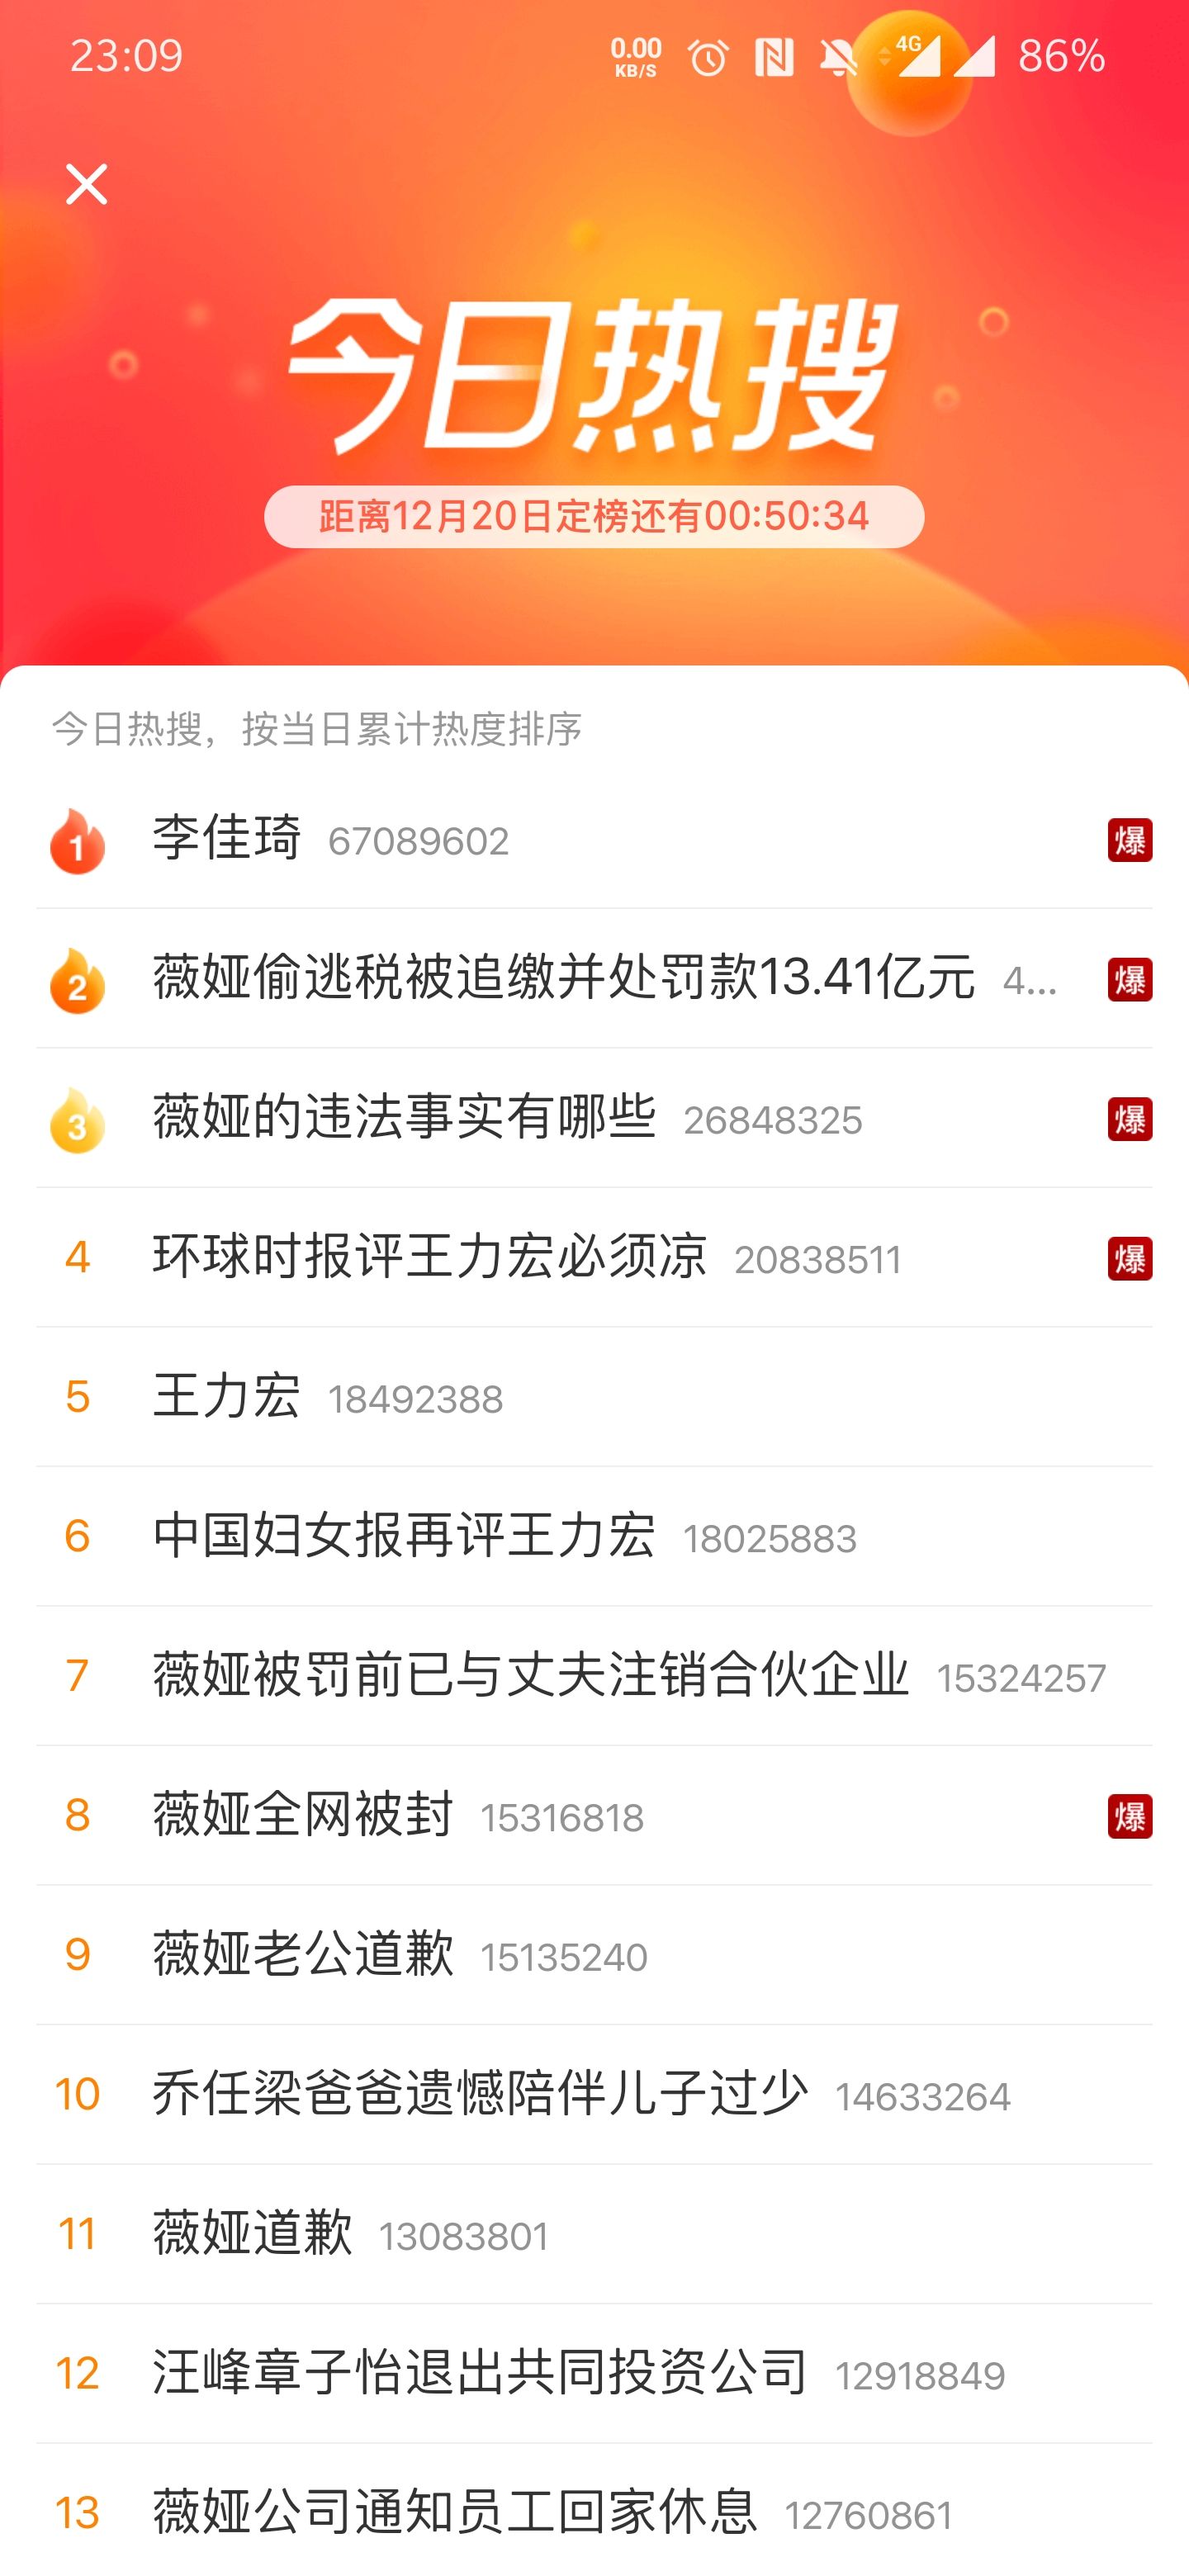 23:09 0.00 KB/S 4G 86%
今日热搜
距离12月20日定榜还有00:50:34
今日热搜，按当日累计热度排序
1 李佳琦 67089602 爆
2 薇娅偷逃税被追缴并处罚款13.41亿元 4... 爆
3 薇娅的违法事实有哪些 26848325 爆
4 环球时报评王力宏必须凉 20838511 爆
5 王力宏 18492388
6 中国妇女报再评王力宏 18025883
7 薇娅被罚前已与丈夫注销合伙企业 15324257
8 薇娅全网被封 15316818 爆
9 薇娅老公道歉 15135240
10 乔任梁爸爸遗憾陪伴儿子过少 14633264
11 薇娅道歉 13083801
12 汪峰章子怡退出共同投资公司 12918849
13 薇娅公司通知员工回家休息 12760861